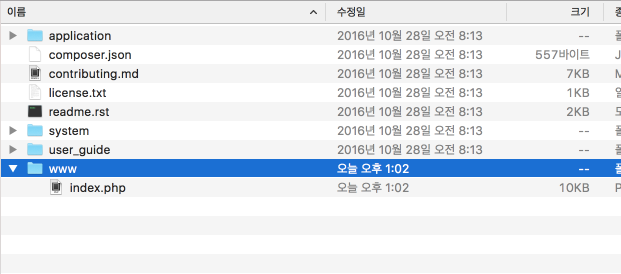 이름 수정일 크기 종
application 2016년 10월 28일 오전 8:13 --
composer.json 2016년 10월 28일 오전 8:13 557바이트 J
contributing.md 2016년 10월 28일 오전 8:13 7KB M
license.txt 2016년 10월 28일 오전 8:13 1KB
readme.rst 2016년 10월 28일 오전 8:13 2KB
system 2016년 10월 28일 오전 8:13 --
user_guide 2016년 10월 28일 오전 8:13 --
www 오늘 오후 1:02 --
index.php 오늘 오후 1:02 10KB P